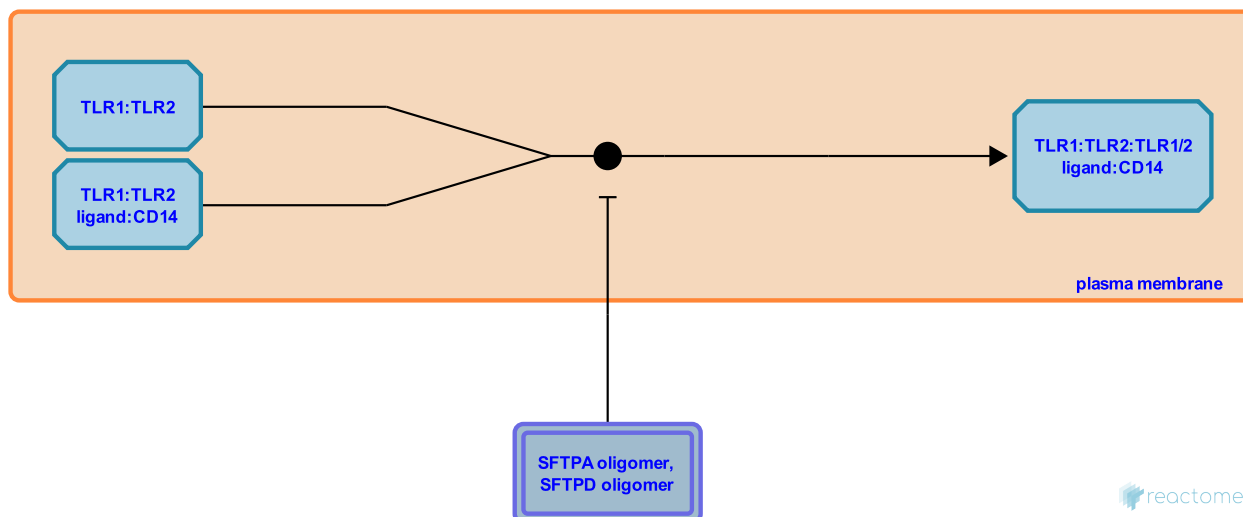 TLR1:TLR2
TLR1:TLR2
ligand:CD14
TLR1:TLR2:TLR1/2
ligand:CD14
plasma membrane
SFTPA oligomer,
SFTPD oligomer
reactome